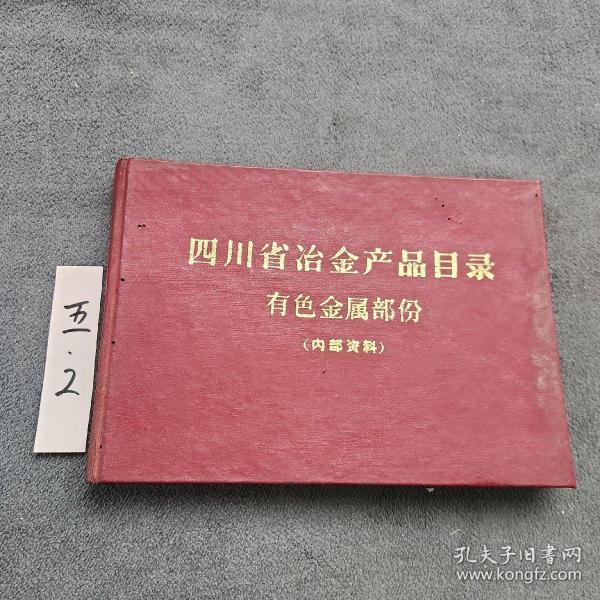 四川省冶金产品目录
有色金属部份
(内部资料)
五.2
孔夫子旧书网
www.kongfz.com